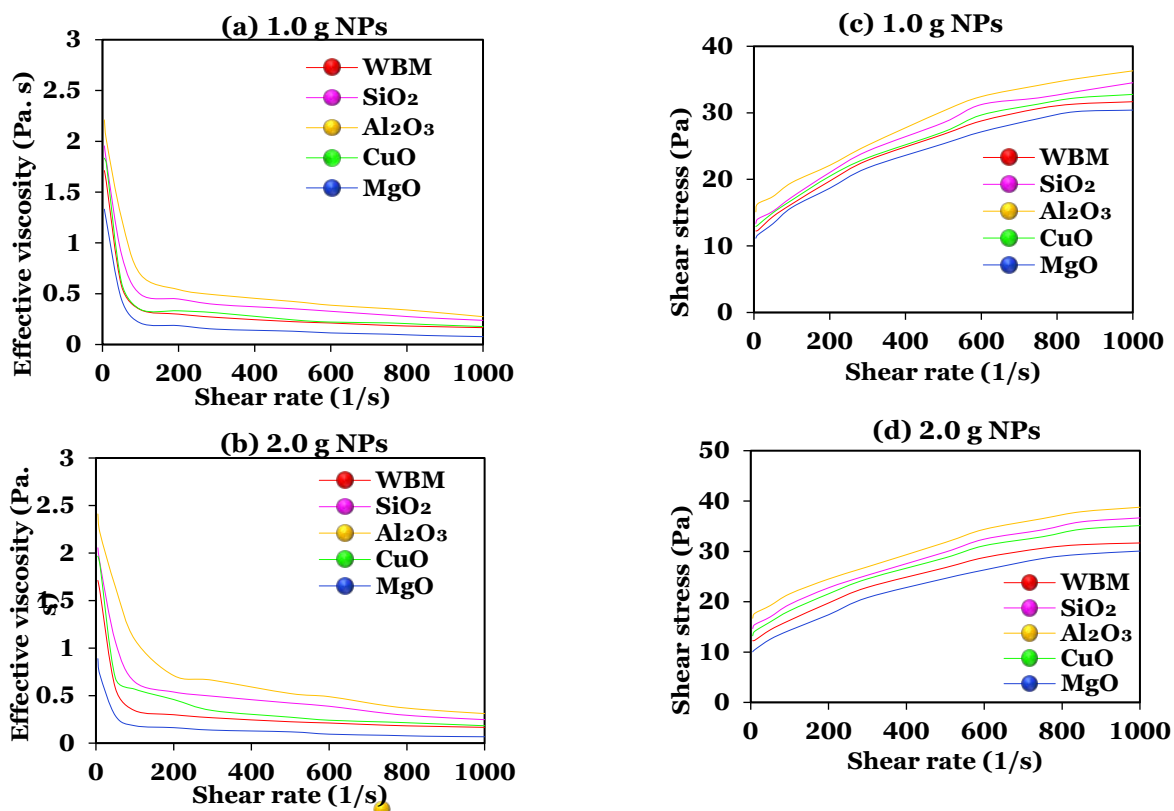 (a) 1.0 g NPs
Effective viscosity (Pa. s)
3
2.5
2
1.5
1
0.5
0
WBM
SiO₂
Al₂O₃
CuO
MgO
0 200 400 600 800 1000
Shear rate (1/s)
(c) 1.0 g NPs
Shear stress (Pa)
40
30
20
10
0
WBM
SiO₂
Al₂O₃
CuO
MgO
0 200 400 600 800 1000
Shear rate (1/s)
(b) 2.0 g NPs
Effective viscosity (Pa.
s)
3
2.5
2
1.5
1
0.5
0
WBM
SiO₂
Al₂O₃
CuO
MgO
0 200 400 600 800 1000
Shear rate (1/s)
(d) 2.0 g NPs
Shear stress (Pa)
50
40
30
20
10
0
WBM
SiO₂
Al₂O₃
CuO
MgO
0 200 400 600 800 1000
Shear rate (1/s)